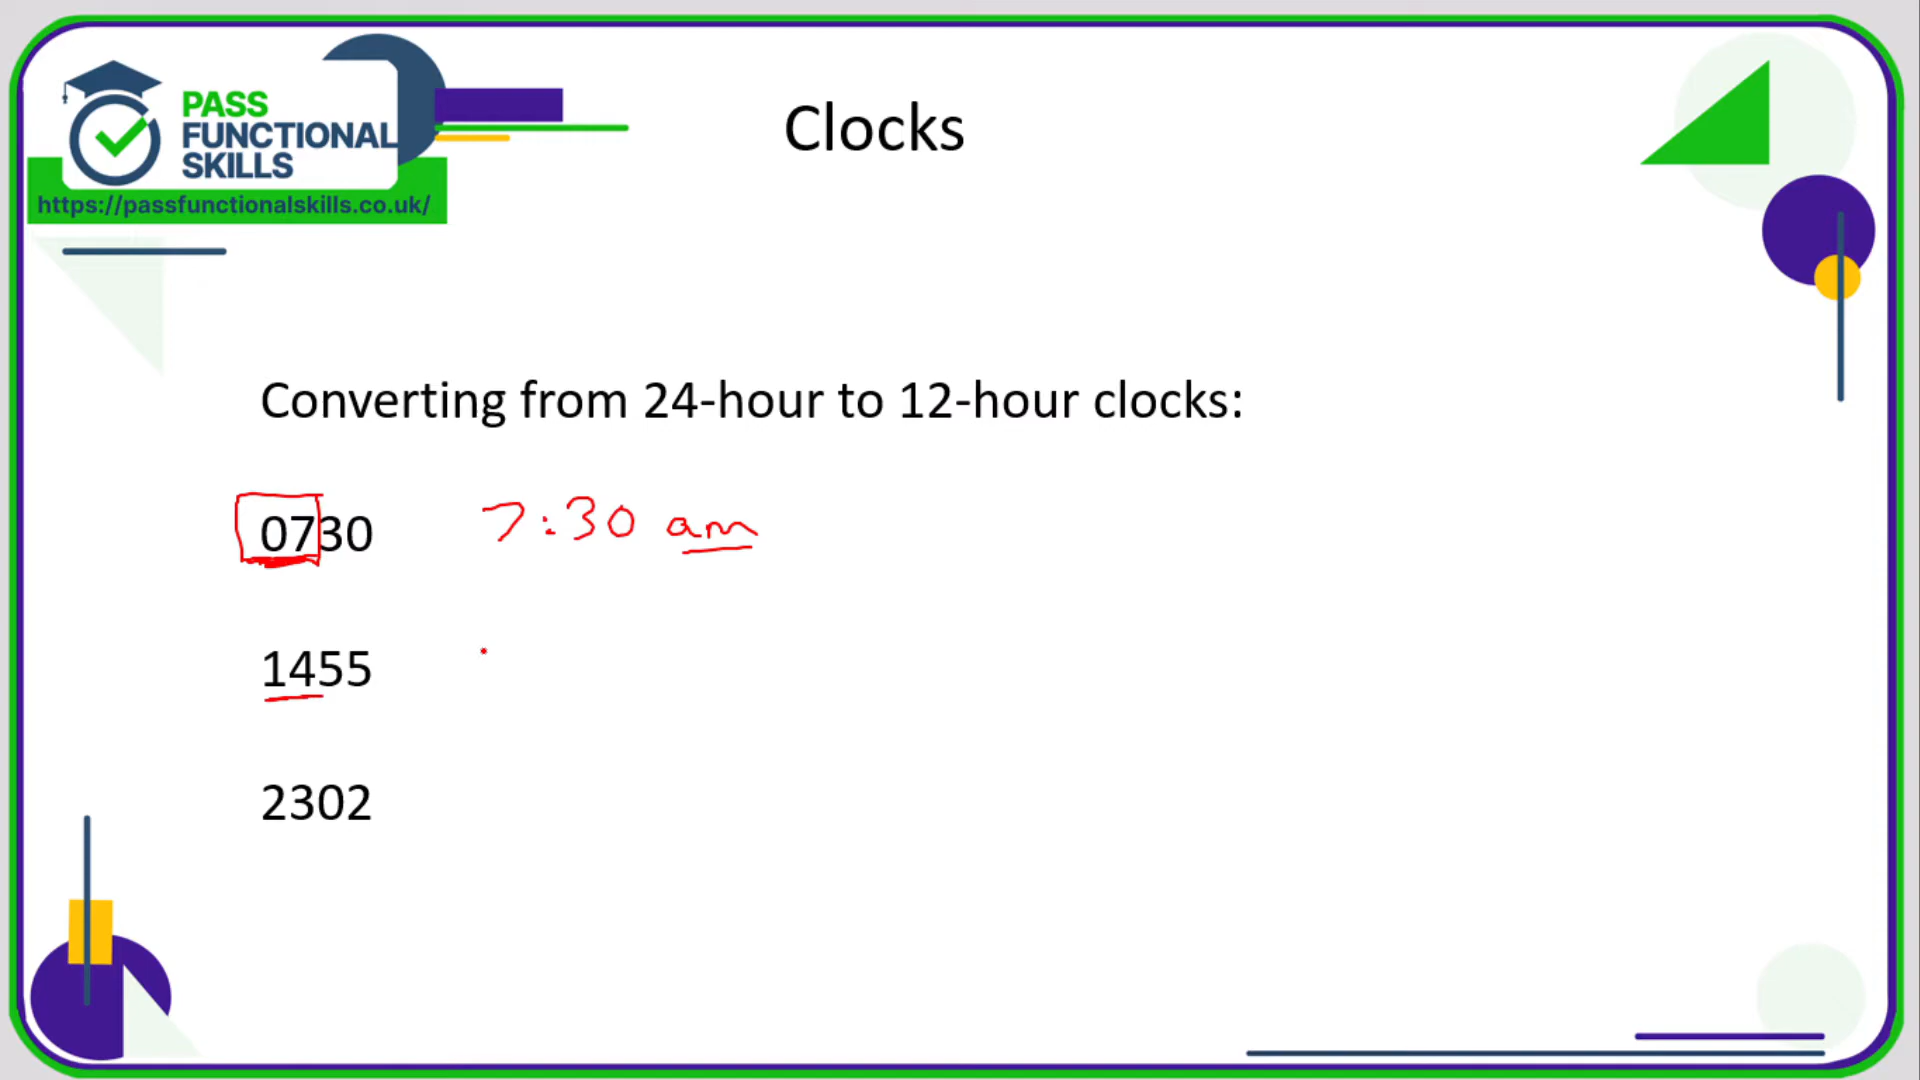 PASS
FUNCTIONAL
SKILLS
https://passfunctionalskills.co.uk/
Clocks
Converting from 24-hour to 12-hour clocks:
0730 7:30 am
1455
2302